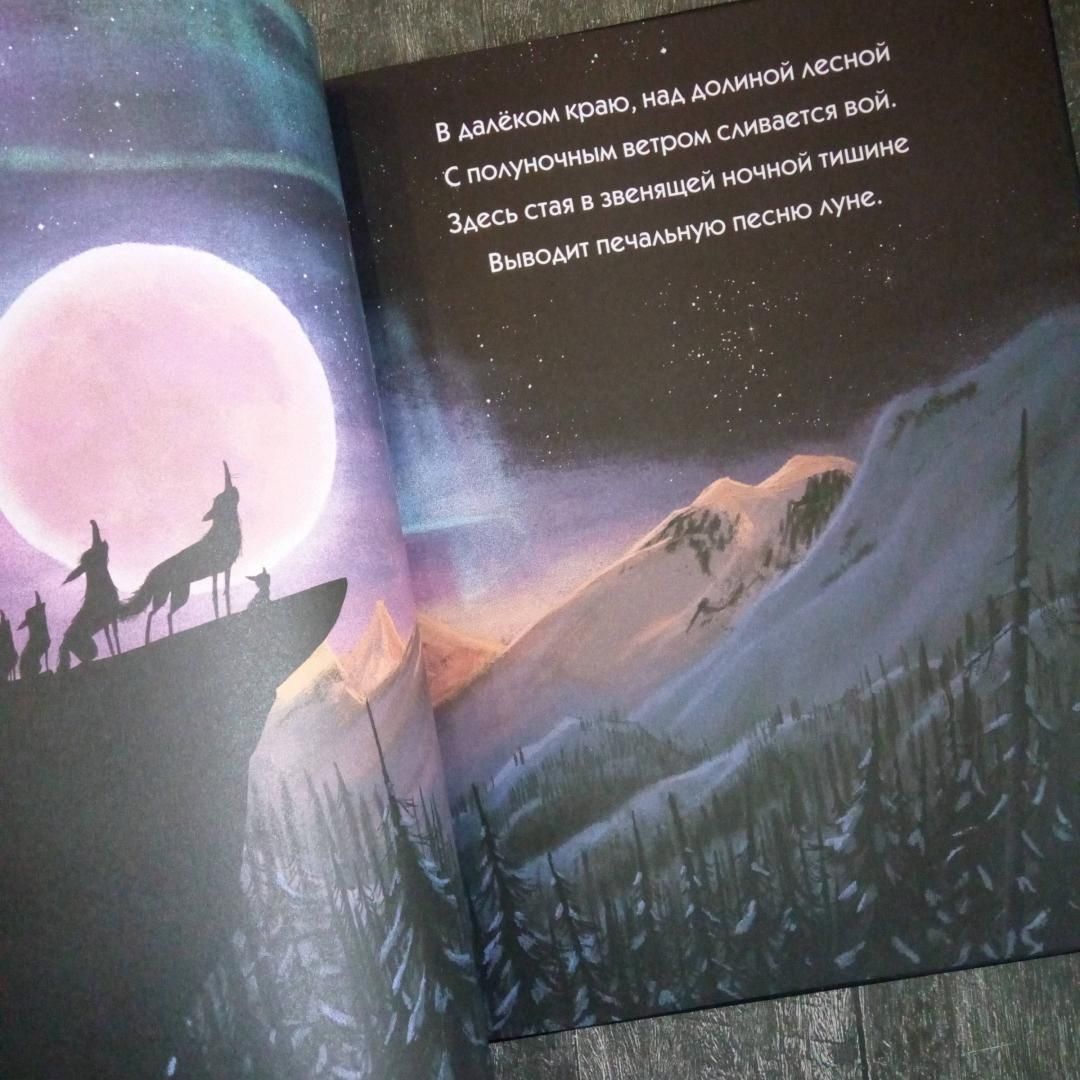 В далёком краю, над долиной лесной
С полуночным ветром сливается вой.
Здесь стая в звенящей ночной тишине
Выводит печальную песню луне.